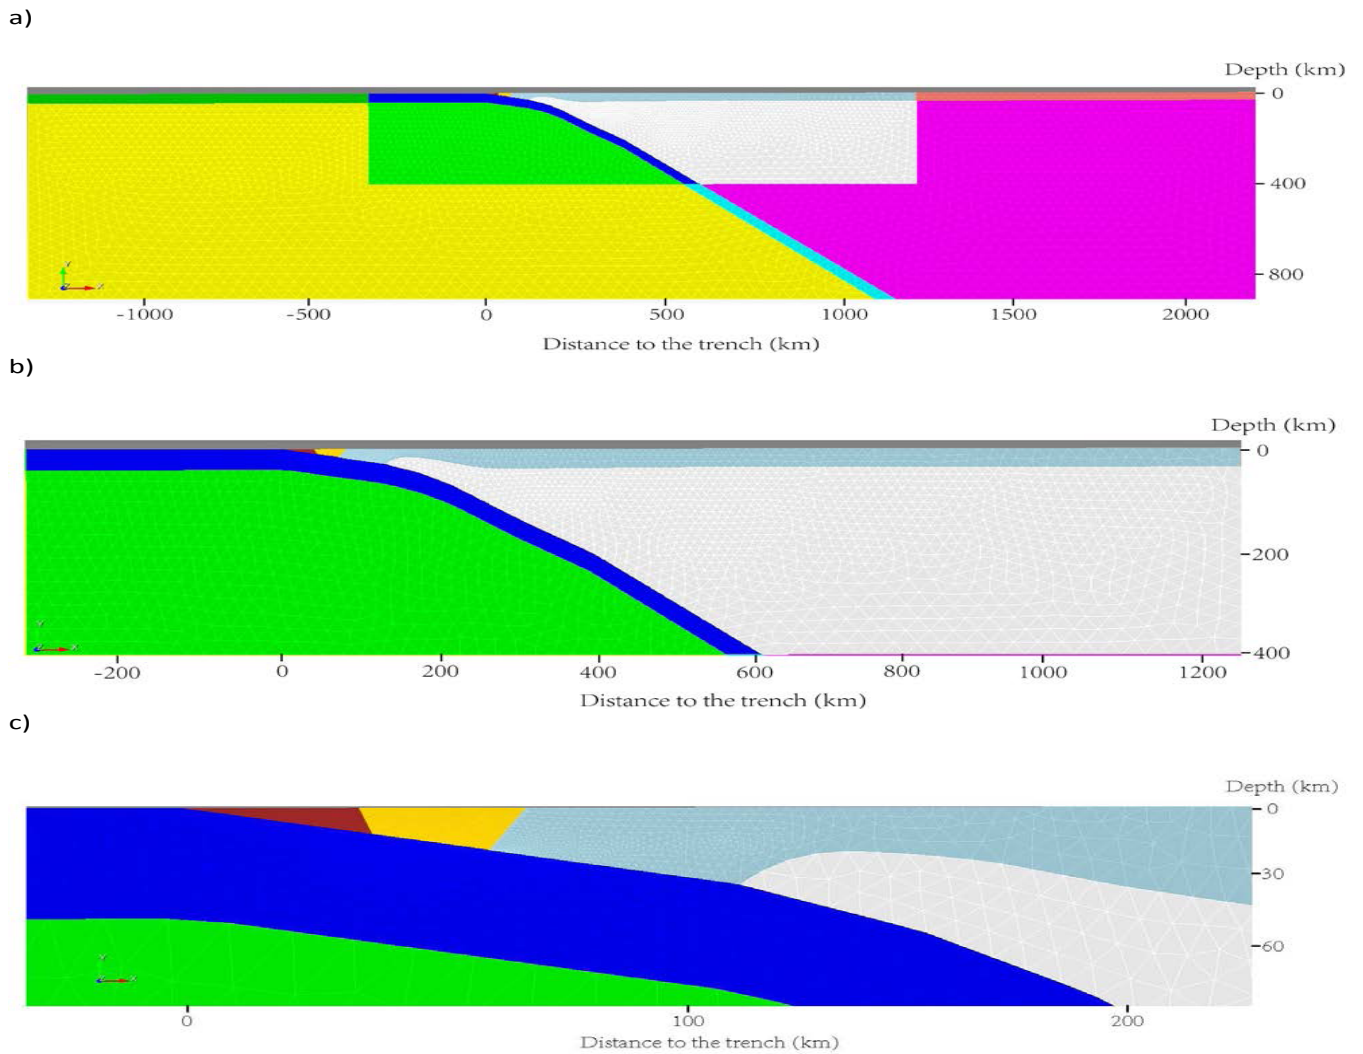 a)
Depth (km)
0
400
800
-1000 -500 0 500 1000 1500 2000
Distance to the trench (km)
b)
Depth (km)
0
200
400
-200 0 200 400 600 800 1000 1200
Distance to the trench (km)
c)
Depth (km)
0
30
60
0 100 200
Distance to the trench (km)